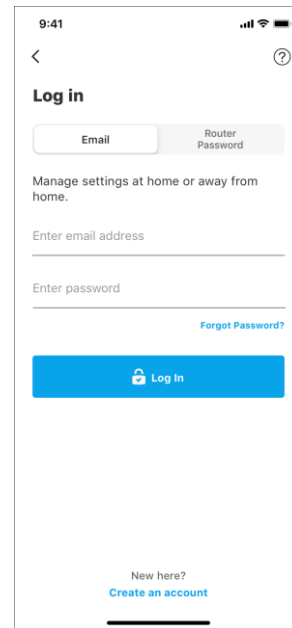 9:41
Log in
Email
Router
Password
Manage settings at home or away from
home.
Enter email address
Enter password
Forgot Password?
Log In
New here?
Create an account